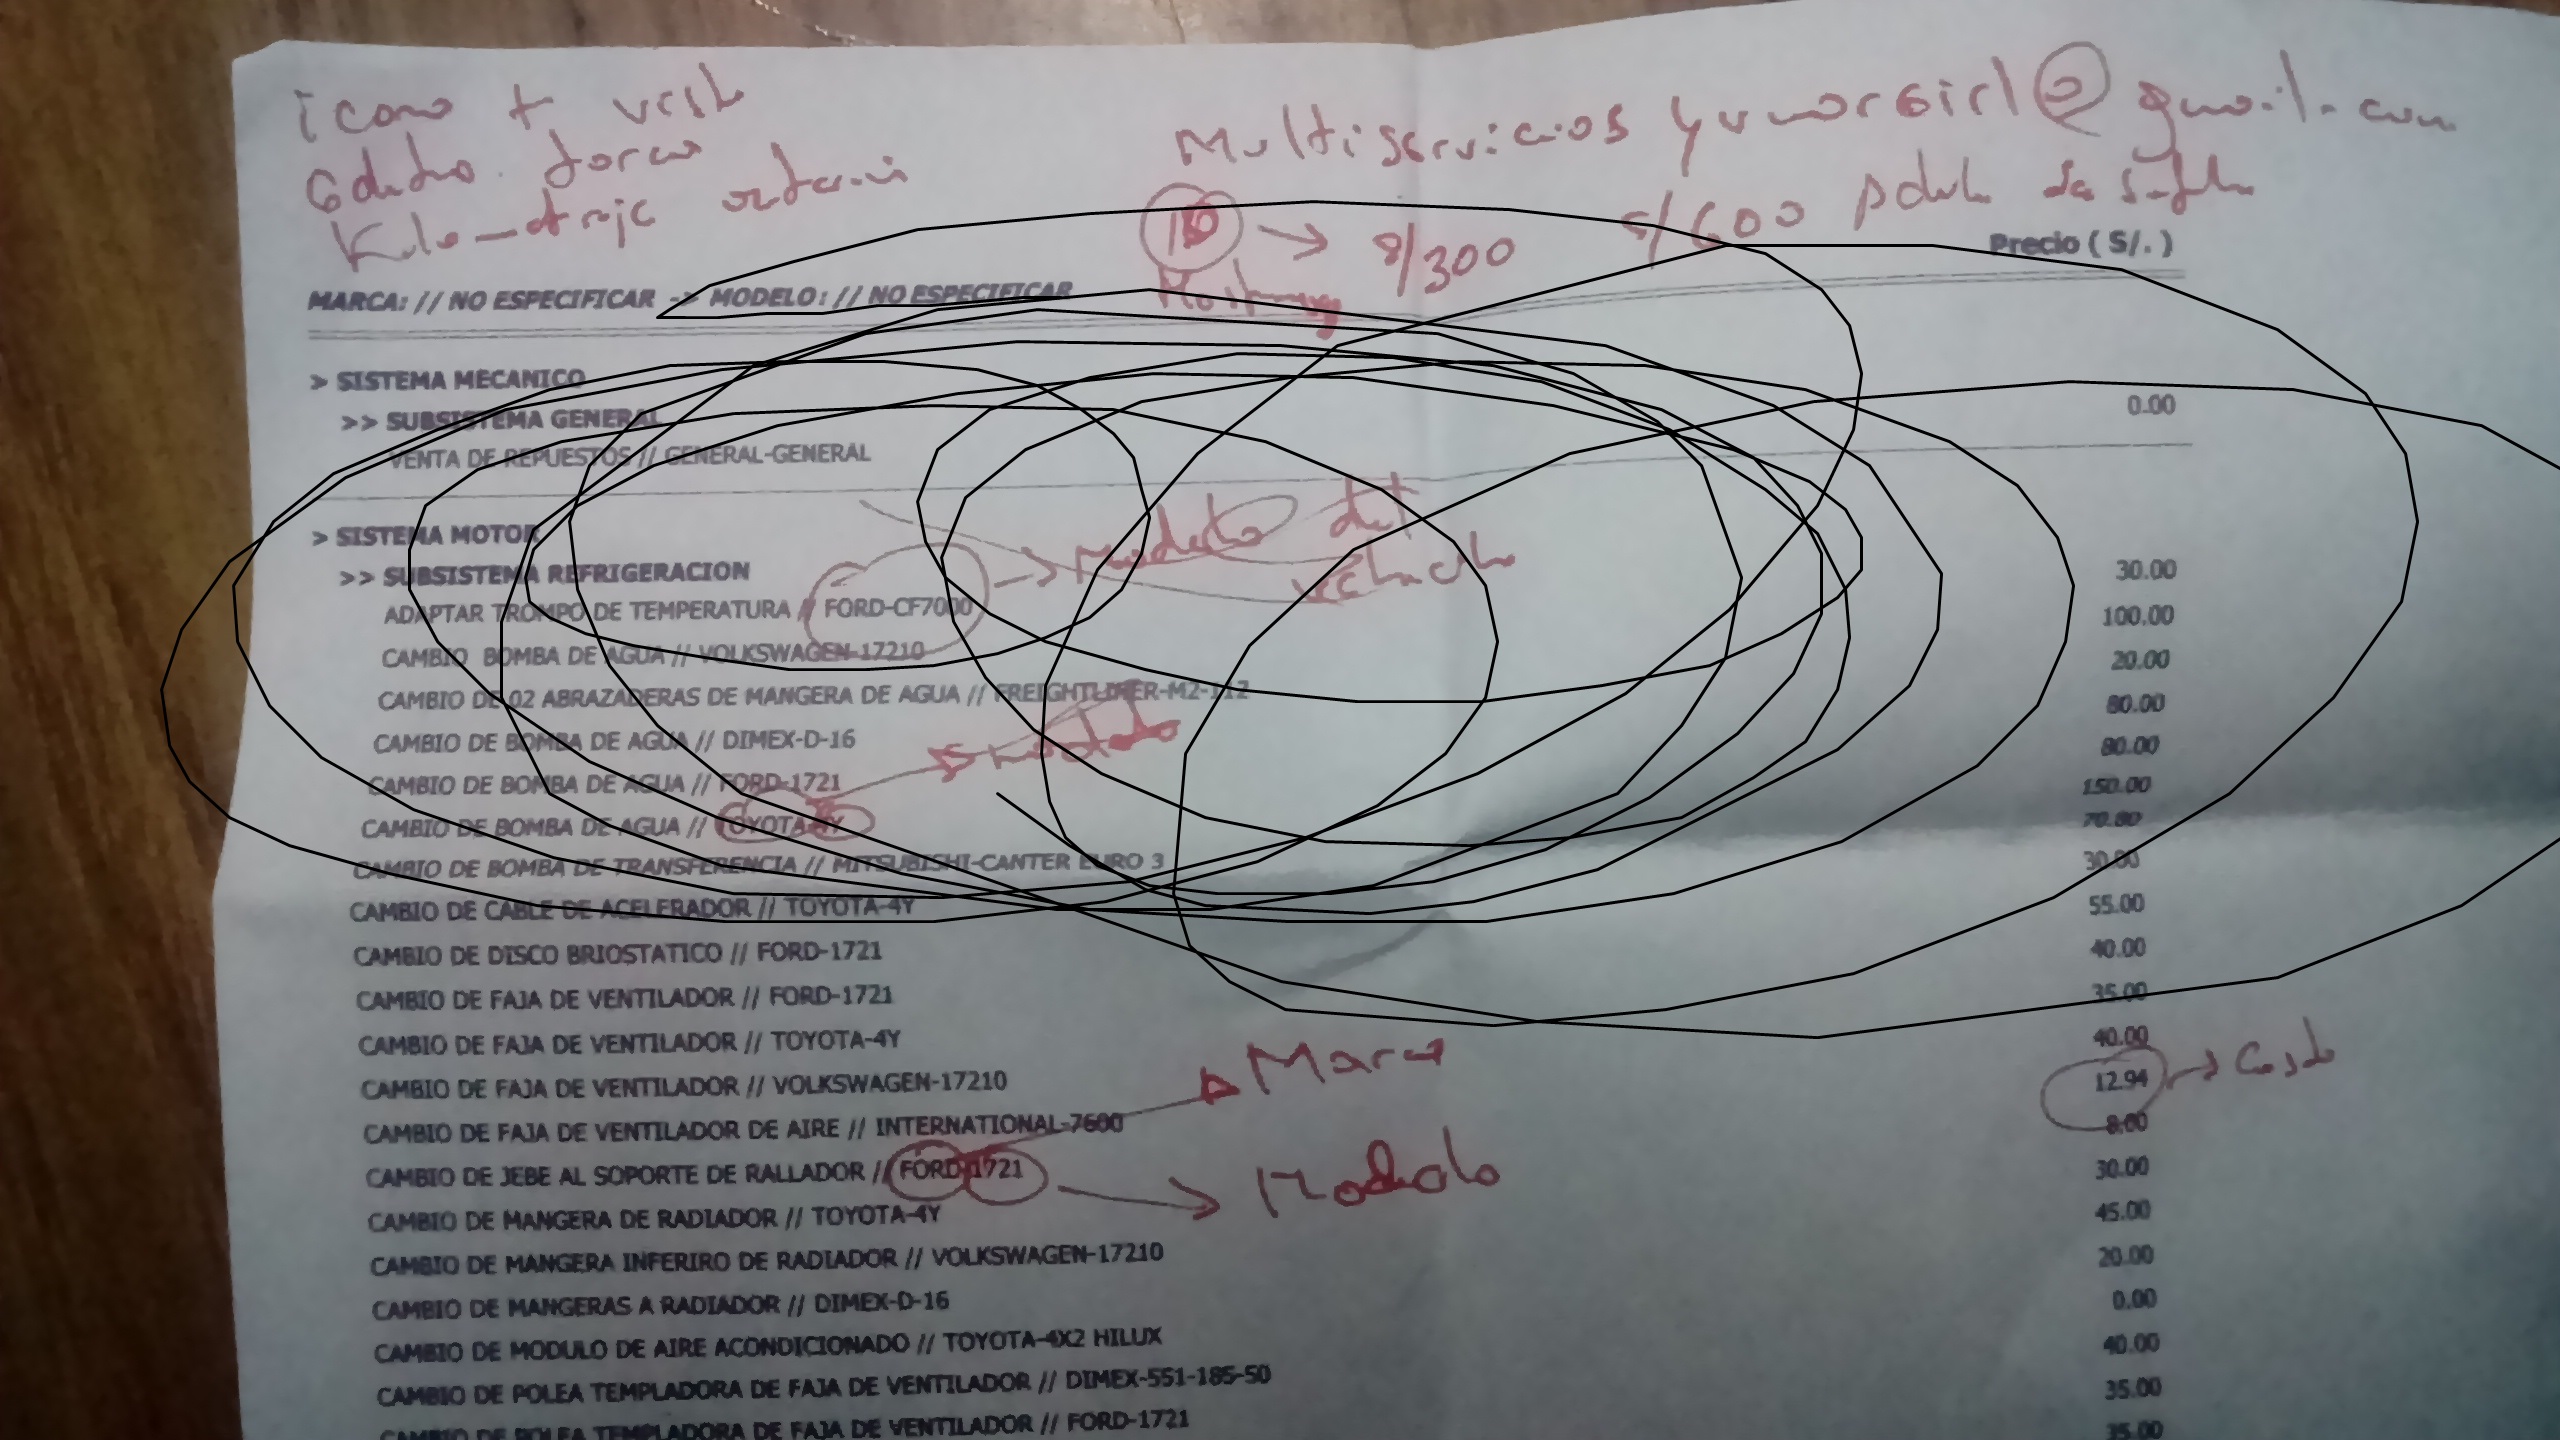 icono +
Multiservicios yumarseirl@gmail.com
150 → s/300 s/600
Kilo-metraje
Hosting
Precio ( S/. )
MARCA: // NO ESPECIFICAR -> MODELO: // NO ESPECIFICAR
> SISTEMA MECANICO
>> SUBSISTEMA GENERAL
0.00
VENTA DE REPUESTOS // GENERAL-GENERAL
> SISTEMA MOTOR
→ Modelo del vehiculo
>> SUBSISTEMA REFRIGERACION
30.00
ADAPTAR TROMPO DE TEMPERATURA // FORD-CF7000
100.00
CAMBIO BOMBA DE AGUA // VOLKSWAGEN-17210
20.00
CAMBIO DE 02 ABRAZADERAS DE MANGERA DE AGUA // FREIGHTLINER-M2-112
80.00
CAMBIO DE BOMBA DE AGUA // DIMEX-D-16
modelo
80.00
CAMBIO DE BOMBA DE AGUA // FORD-1721
150.00
CAMBIO DE BOMBA DE AGUA // TOYOTA-4Y
70.00
CAMBIO DE BOMBA DE TRANSFERENCIA // MITSUBISHI-CANTER EURO 3
30.00
CAMBIO DE CABLE DE ACELERADOR // TOYOTA-4Y
55.00
CAMBIO DE DISCO BRIOSTATICO // FORD-1721
40.00
CAMBIO DE FAJA DE VENTILADOR // FORD-1721
35.00
CAMBIO DE FAJA DE VENTILADOR // TOYOTA-4Y
40.00
→ Marca
CAMBIO DE FAJA DE VENTILADOR // VOLKSWAGEN-17210
12.94 → Costo
CAMBIO DE FAJA DE VENTILADOR DE AIRE // INTERNATIONAL-7600
8.00
CAMBIO DE JEBE AL SOPORTE DE RALLADOR // FORD-1721
30.00
→ Modelo
CAMBIO DE MANGERA DE RADIADOR // TOYOTA-4Y
45.00
CAMBIO DE MANGERA INFERIRO DE RADIADOR // VOLKSWAGEN-17210
20.00
CAMBIO DE MANGERAS A RADIADOR // DIMEX-D-16
0.00
CAMBIO DE MODULO DE AIRE ACONDICIONADO // TOYOTA-4X2 HILUX
40.00
CAMBIO DE POLEA TEMPLADORA DE FAJA DE VENTILADOR // DIMEX-551-185-50
35.00
CAMBIO DE POLEA TEMPLADORA DE FAJA DE VENTILADOR // FORD-1721
35.00